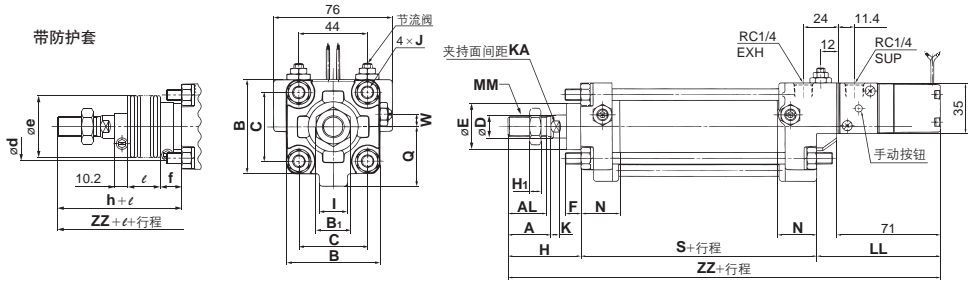 带防护套
ød
øe
10.2
ℓ
f
h+ℓ
ZZ+ℓ+行程
76
44
节流阀
4×J
B
C
W
Q
I
B1
C
B
夹持面间距KA
MM
øE
øD
H1
AL
F
N
A
K
H
S+行程
ZZ+行程
N
LL
71
24
11.4
12
RC1/4
EXH
RC1/4
SUP
35
手动按钮